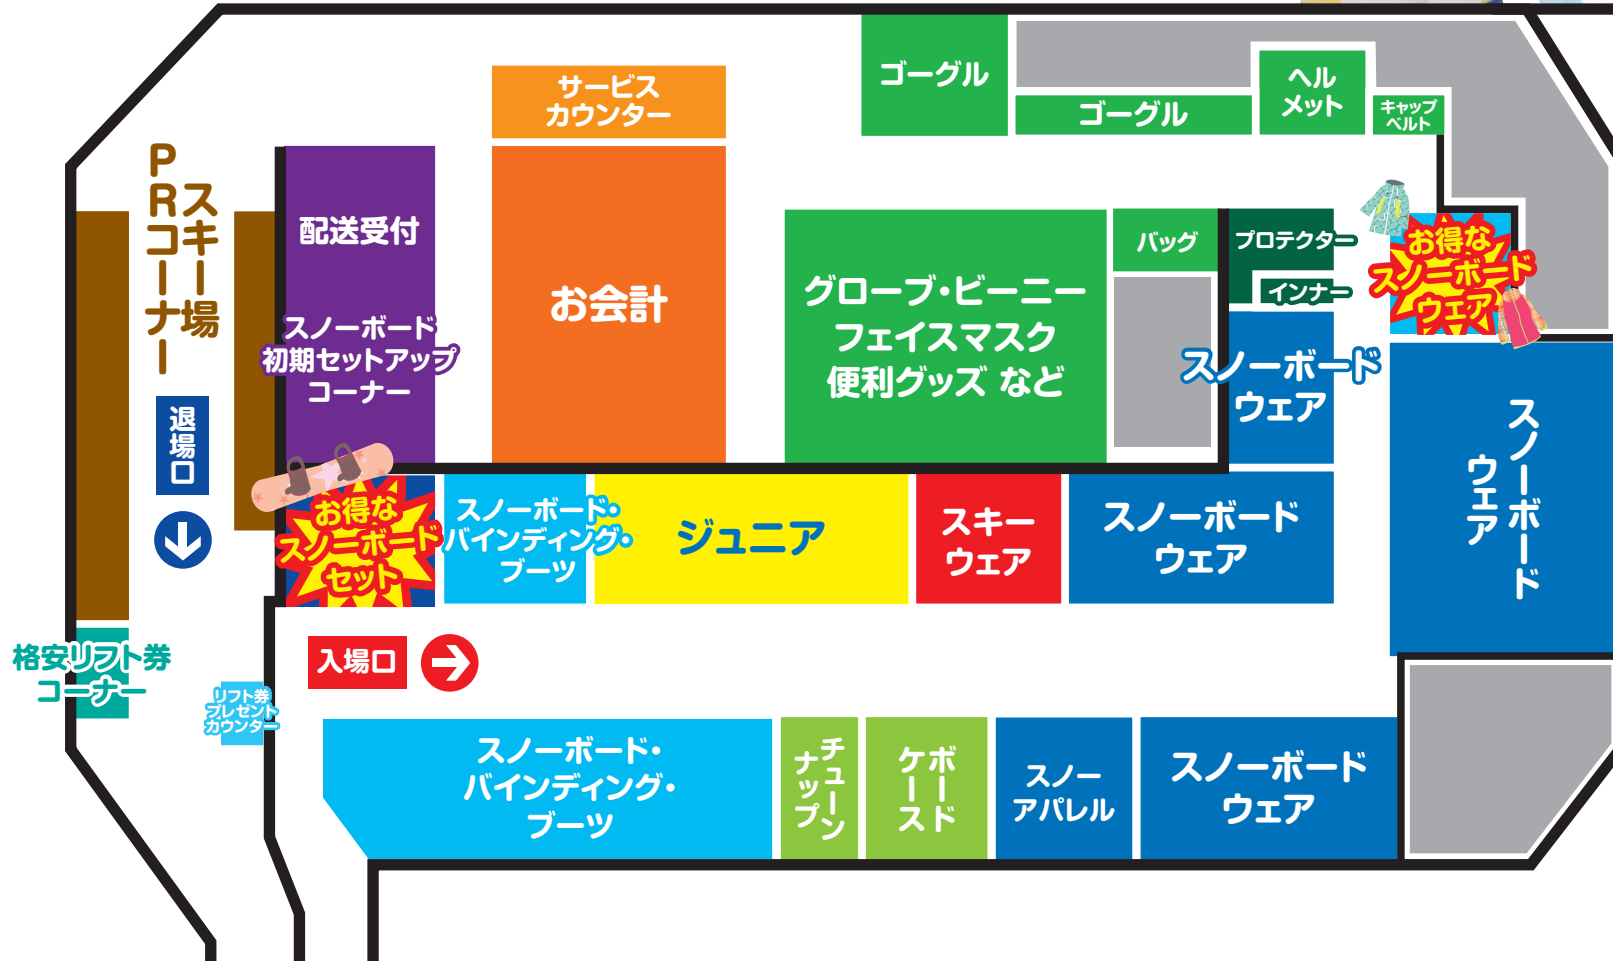 サービス
カウンター
ゴーグル
ゴーグル
ヘル
メット
キャップ
ベルト
スキー場
PRコーナー
配送受付
スノーボード
初期セットアップ
コーナー
お会計
グローブ・ビーニー
フェイスマスク
便利グッズ など
バッグ
プロテクター
インナー
お得な
スノーボード
ウェア
スノーボード
ウェア
スノーボード
ウェア
退場口
お得な
スノーボード
セット
スノーボード・
バインディング・
ブーツ
ジュニア
スキー
ウェア
スノーボード
ウェア
入場口
格安リフト券
コーナー
リフト券
プレゼント
カウンター
スノーボード・
バインディング・
ブーツ
チューン
ナップ
ボード
ケース
スノー
アパレル
スノーボード
ウェア